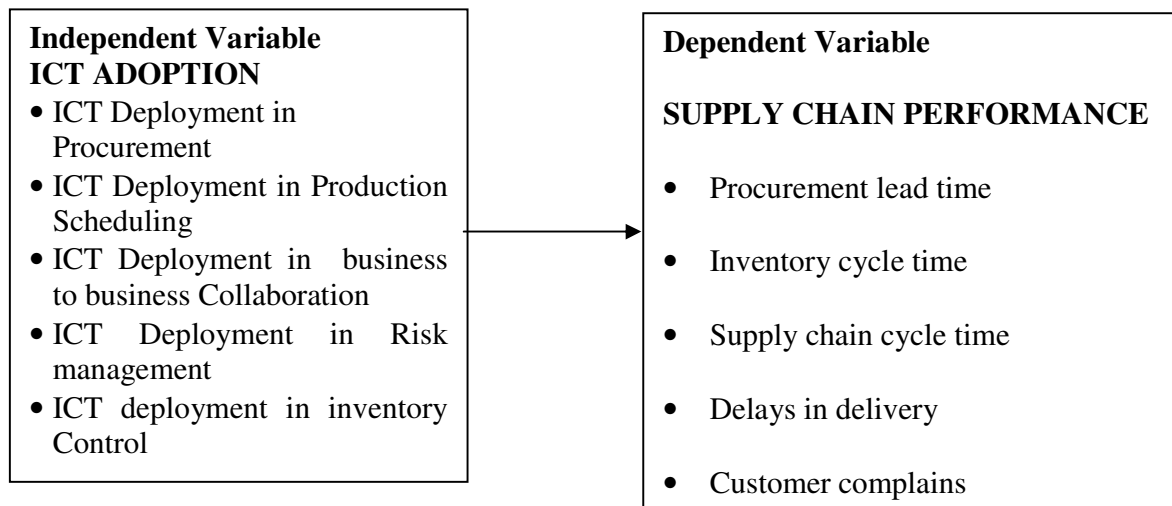 Independent Variable
ICT ADOPTION
• ICT Deployment in
Procurement
• ICT Deployment in Production
Scheduling
• ICT Deployment in business
to business Collaboration
• ICT Deployment in Risk
management
• ICT deployment in inventory
Control
Dependent Variable
SUPPLY CHAIN PERFORMANCE
• Procurement lead time
• Inventory cycle time
• Supply chain cycle time
• Delays in delivery
• Customer complains